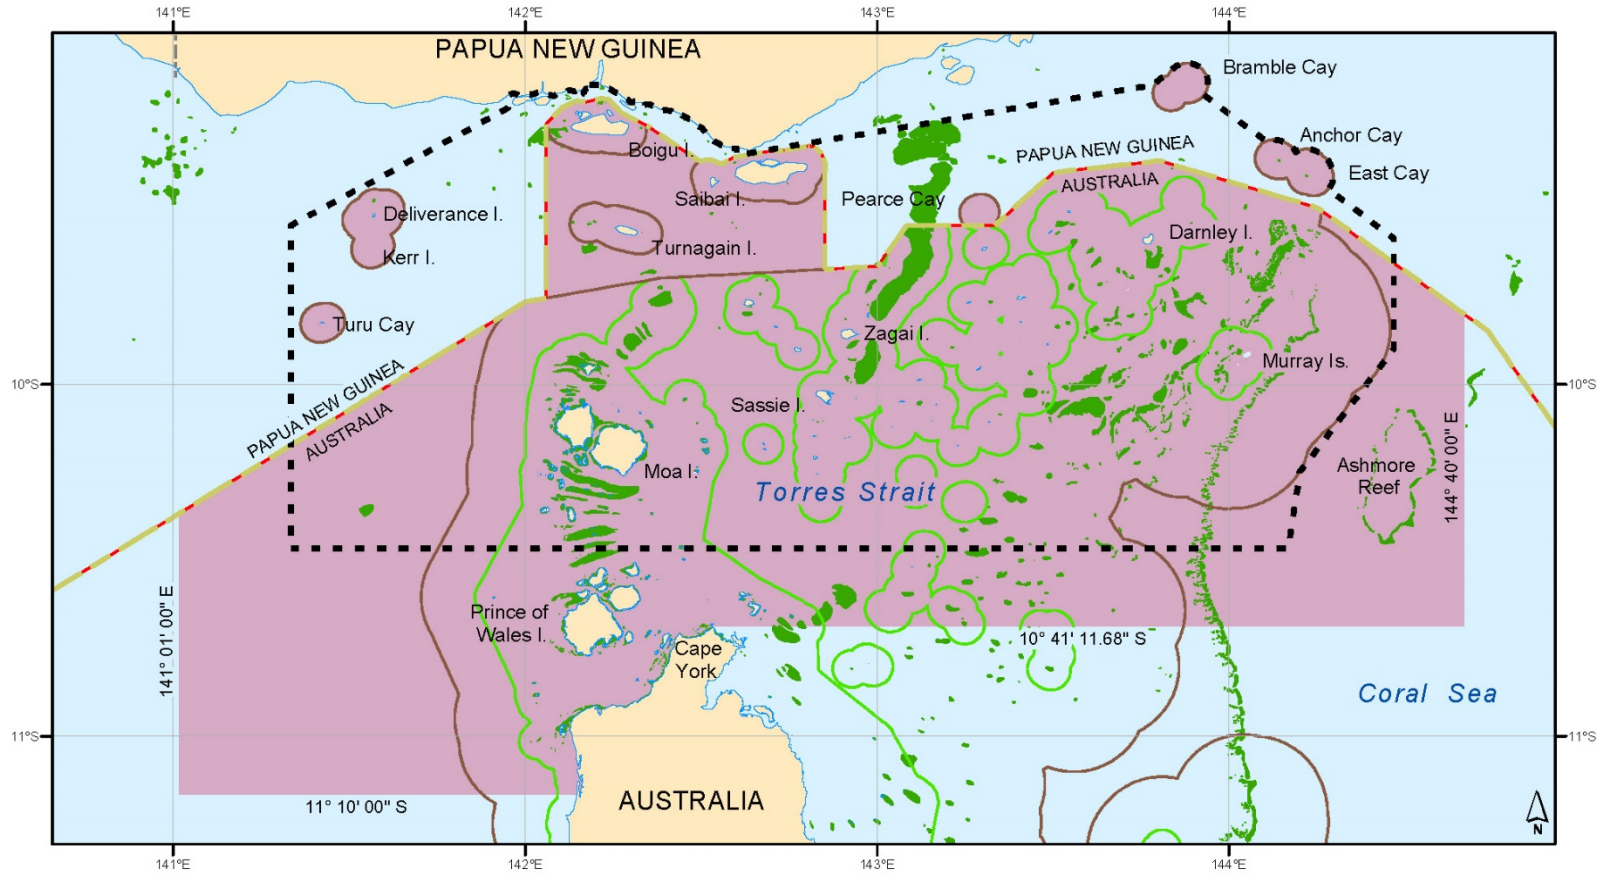 141°E
142°E
143°E
144°E
PAPUA NEW GUINEA
Bramble Cay
Anchor Cay
East Cay
PAPUA NEW GUINEA
AUSTRALIA
Boigu I.
Saibai I.
Pearce Cay
Deliverance I.
Kerr I.
Turnagain I.
Darnley I.
Turu Cay
Zagai I.
Murray Is.
10°S
10°S
PAPUA NEW GUINEA
AUSTRALIA
Sassie I.
Moa I.
Torres Strait
Ashmore
Reef
144° 40' 00" E
Prince of
Wales I.
Cape
York
10° 41' 11.68" S
141° 01' 00" E
Coral Sea
11°S
11°S
11° 10' 00" S
AUSTRALIA
N
141°E
142°E
143°E
144°E